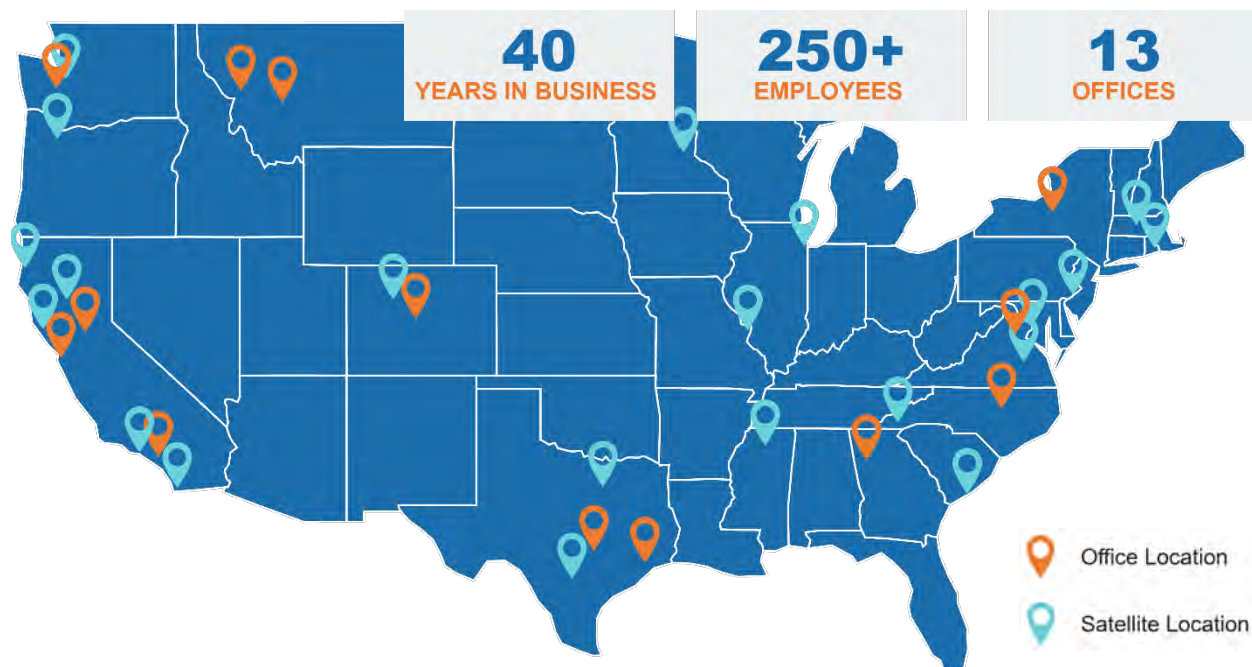 40
YEARS IN BUSINESS
250+
EMPLOYEES
13
OFFICES
Office Location
Satellite Location